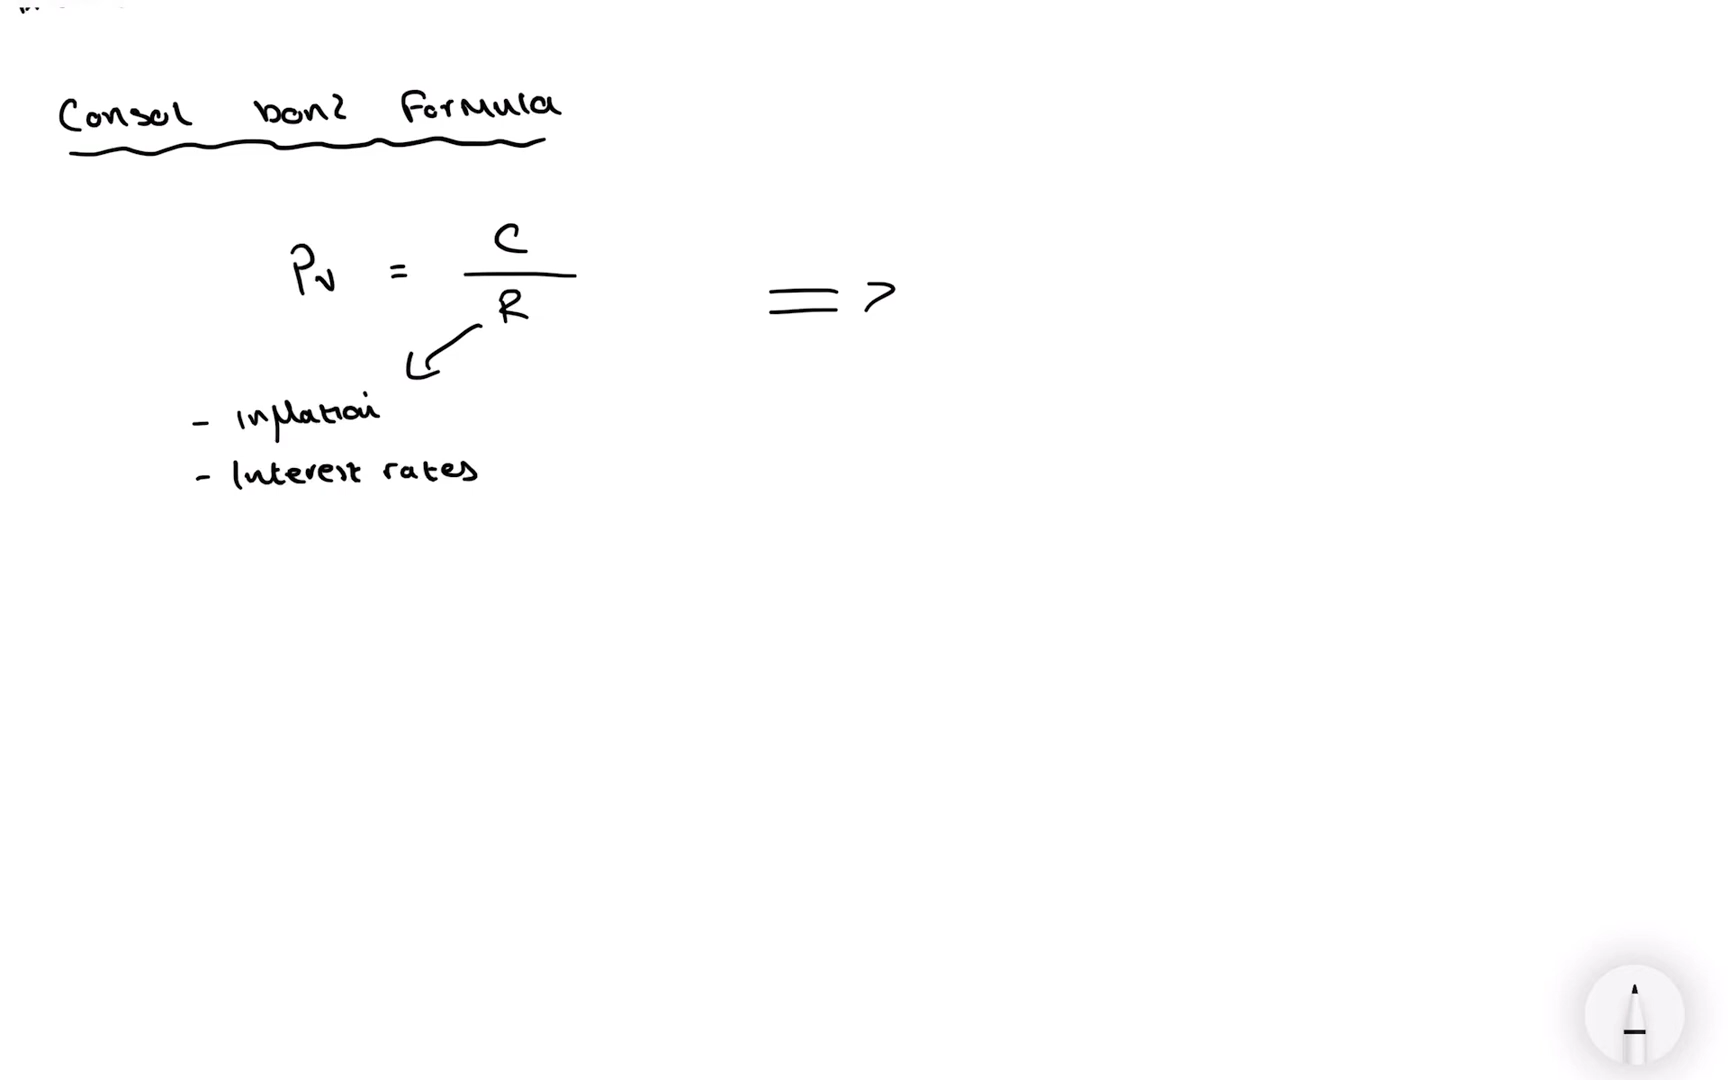 Consol bond Formula
Pv = C / R => 
- Inflation
- Interest rates